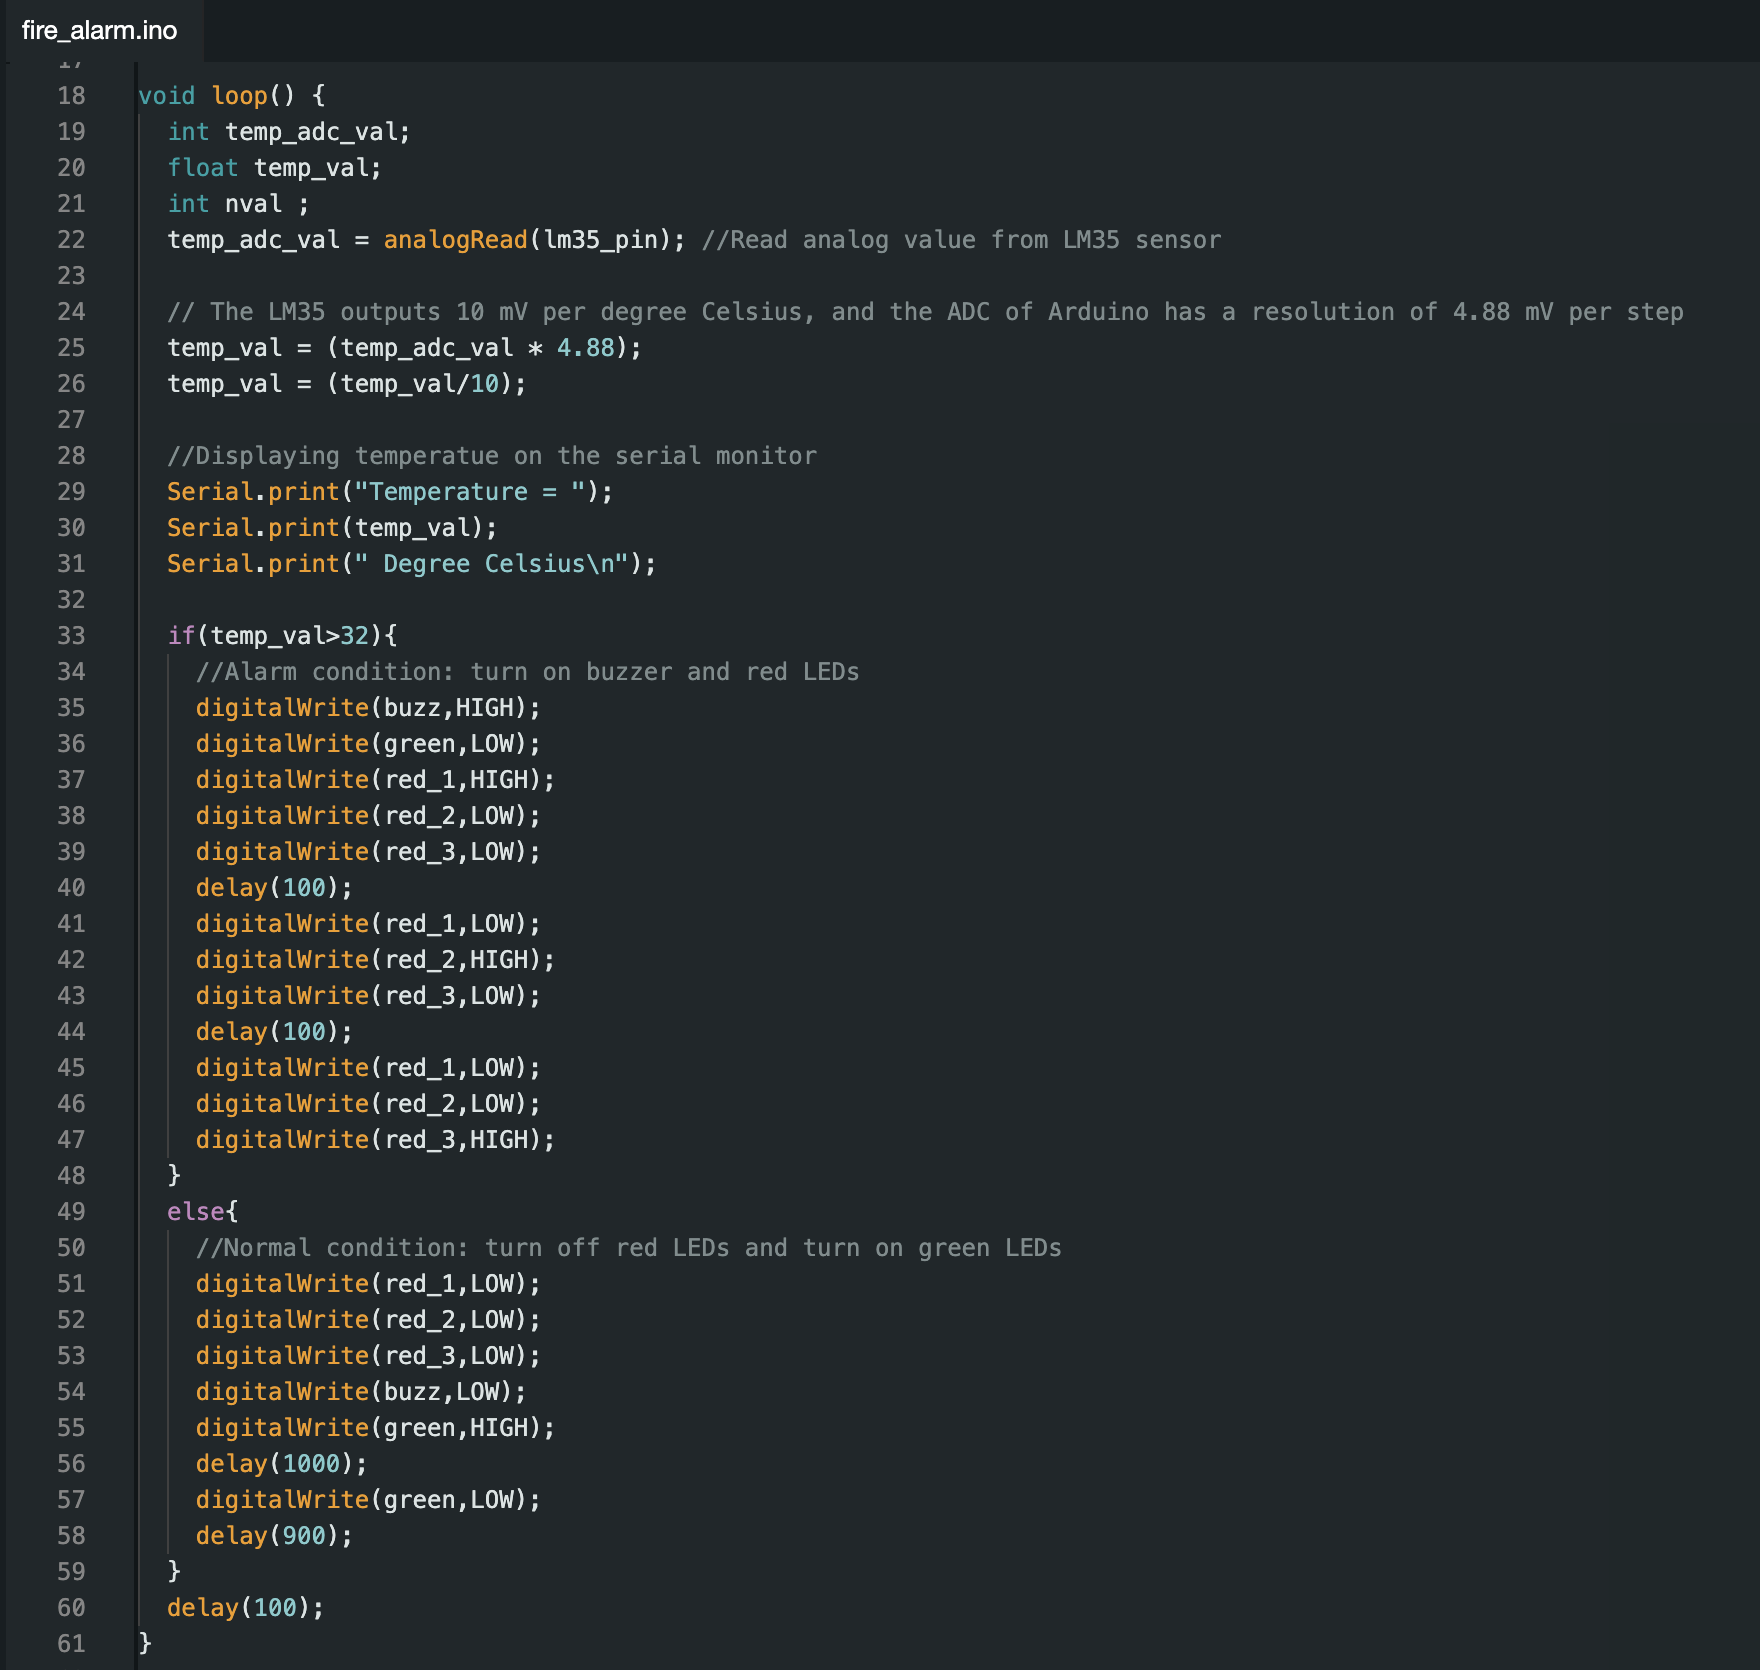 fire_alarm.ino
17
18 void loop() {
19 int temp_adc_val;
20 float temp_val;
21 int nval ;
22 temp_adc_val = analogRead(lm35_pin); //Read analog value from LM35 sensor
23
24 // The LM35 outputs 10 mV per degree Celsius, and the ADC of Arduino has a resolution of 4.88 mV per step
25 temp_val = (temp_adc_val * 4.88);
26 temp_val = (temp_val/10);
27
28 //Displaying temperatue on the serial monitor
29 Serial.print("Temperature = ");
30 Serial.print(temp_val);
31 Serial.print(" Degree Celsius\n");
32
33 if(temp_val>32){
34 //Alarm condition: turn on buzzer and red LEDs
35 digitalWrite(buzz,HIGH);
36 digitalWrite(green,LOW);
37 digitalWrite(red_1,HIGH);
38 digitalWrite(red_2,LOW);
39 digitalWrite(red_3,LOW);
40 delay(100);
41 digitalWrite(red_1,LOW);
42 digitalWrite(red_2,HIGH);
43 digitalWrite(red_3,LOW);
44 delay(100);
45 digitalWrite(red_1,LOW);
46 digitalWrite(red_2,LOW);
47 digitalWrite(red_3,HIGH);
48 }
49 else{
50 //Normal condition: turn off red LEDs and turn on green LEDs
51 digitalWrite(red_1,LOW);
52 digitalWrite(red_2,LOW);
53 digitalWrite(red_3,LOW);
54 digitalWrite(buzz,LOW);
55 digitalWrite(green,HIGH);
56 delay(1000);
57 digitalWrite(green,LOW);
58 delay(900);
59 }
60 delay(100);
61 }